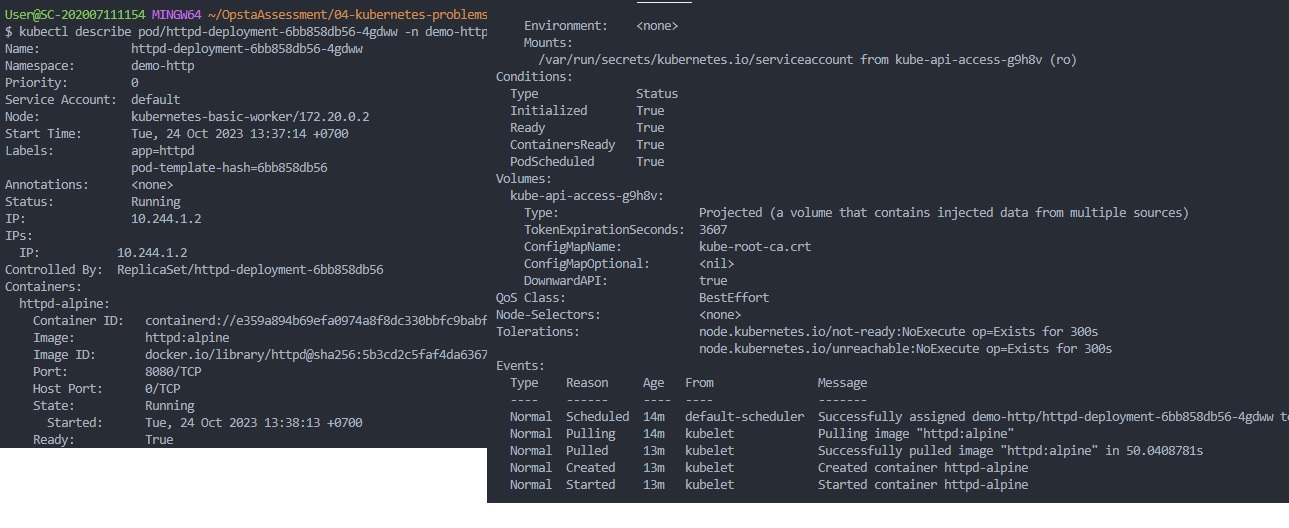 User@SC-202007111154 MINGW64 ~/OpstaAssessment/04-kubernetes-problems
$ kubectl describe pod/httpd-deployment-6bb858db56-4gdww -n demo-http
Name:             httpd-deployment-6bb858db56-4gdww
Namespace:        demo-http
Priority:         0
Service Account:  default
Node:             kubernetes-basic-worker/172.20.0.2
Start Time:       Tue, 24 Oct 2023 13:37:14 +0700
Labels:           app=httpd
                  pod-template-hash=6bb858db56
Annotations:      <none>
Status:           Running
IP:               10.244.1.2
IPs:
  IP:           10.244.1.2
Controlled By:  ReplicaSet/httpd-deployment-6bb858db56
Containers:
  httpd-alpine:
    Container ID:   containerd://e359a894b69efa0974a8f8dc330bbfc9babf
    Image:          httpd:alpine
    Image ID:       docker.io/library/httpd@sha256:5b3cd2c5faf4da6367
    Port:           8080/TCP
    Host Port:      0/TCP
    State:          Running
      Started:      Tue, 24 Oct 2023 13:38:13 +0700
    Ready:          True
    Environment:    <none>
    Mounts:
      /var/run/secrets/kubernetes.io/serviceaccount from kube-api-access-g9h8v (ro)
Conditions:
  Type              Status
  Initialized       True
  Ready             True
  ContainersReady   True
  PodScheduled      True
Volumes:
  kube-api-access-g9h8v:
    Type:                    Projected (a volume that contains injected data from multiple sources)
    TokenExpirationSeconds:  3607
    ConfigMapName:           kube-root-ca.crt
    ConfigMapOptional:       <nil>
    DownwardAPI:             true
QoS Class:                   BestEffort
Node-Selectors:              <none>
Tolerations:                 node.kubernetes.io/not-ready:NoExecute op=Exists for 300s
                             node.kubernetes.io/unreachable:NoExecute op=Exists for 300s
Events:
  Type    Reason     Age   From               Message
  ----    ------     ----  ----               -------
  Normal  Scheduled  14m   default-scheduler  Successfully assigned demo-http/httpd-deployment-6bb858db56-4gdww to
  Normal  Pulling    14m   kubelet            Pulling image "httpd:alpine"
  Normal  Pulled     13m   kubelet            Successfully pulled image "httpd:alpine" in 50.0408781s
  Normal  Created    13m   kubelet            Created container httpd-alpine
  Normal  Started    13m   kubelet            Started container httpd-alpine